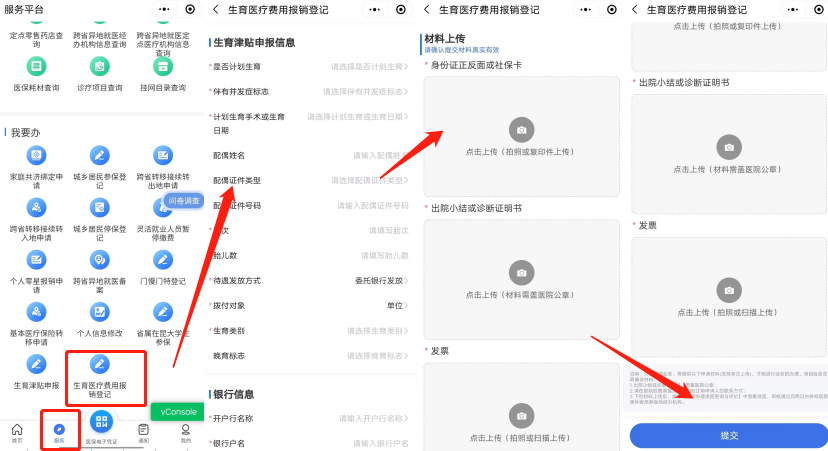 服务平台
定点零售药店查
询
跨省异地就医经
办机构信息查询
跨省异地就医定
点医疗机构信息
查询
医保耗材查询
诊疗项目查询
挂网目录查询
我要办
家庭共济绑定申
请
城乡居民参保登
记
跨省转移接续转
出地申请
问卷调查
跨省转移接续转
入地申请
城乡居民停保登
记
灵活就业人员暂
停缴费
个人零星报销申
请
跨省异地就医备
案
门慢门特登记
基本医疗保险转
移申请
个人信息修改
省属在昆大学生
参保
生育津贴申报
生育医疗费用报
销登记
vConsole
首页
服务
医保电子凭证
通知
我的
生育医疗费用报销登记
生育津贴申报信息
*是否计划生育 请选择是否计划生育
*伴有并发症标志 请选择伴有并发症标志
*计划生育手术或生育
日期 请选择计划生育或生育日期
配偶姓名 请输入配偶姓名
配偶证件类型 请选择配偶证件类型
证件号码 请输入配偶证件号码
次 请填写胎次
胎儿数 请填写胎儿数
*待遇发放方式 委托银行发放
*拨付对象 单位
*生育类别 请选择生育类别
*晚育标志 请选择晚育标志
银行信息
*开户行名称 请输入开户行名称
*银行户名 请输入银行户名
生育医疗费用报销登记
材料上传
请确认提交材料真实有效
* 身份证正反面或社保卡
点击上传（拍照或复印件上传）
* 出院小结或诊断证明书
点击上传（材料需盖医院公章）
* 发票
点击上传（拍照或扫描上传）
生育医疗费用报销登记
点击上传（拍照或复印件上传）
* 出院小结或诊断证明书
点击上传（材料需盖医院公章）
* 发票
点击上传（拍照或扫描上传）
提交